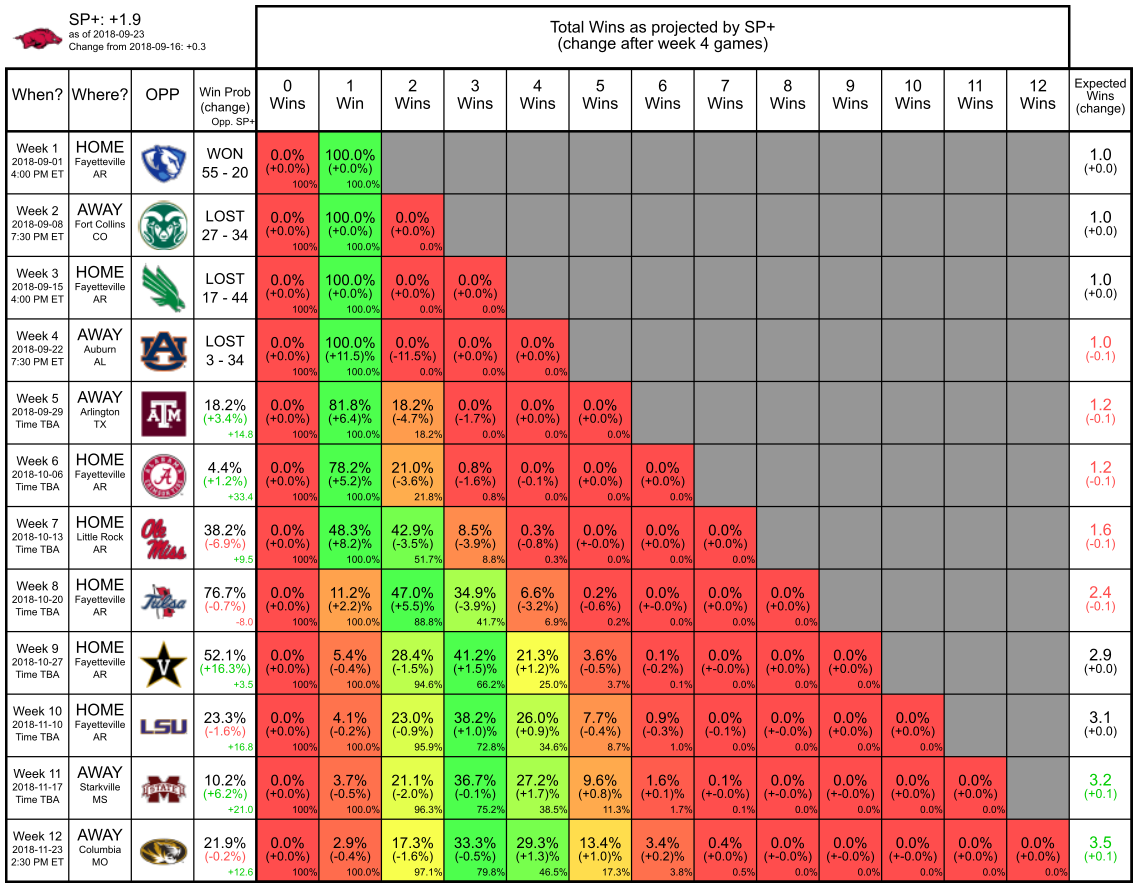 SP+: +1.9
as of 2018-09-23
Change from 2018-09-16: +0.3
Total Wins as projected by SP+
(change after week 4 games)
When? Where? OPP Win Prob (change) Opp. SP+ 0 Wins 1 Win 2 Wins 3 Wins 4 Wins 5 Wins 6 Wins 7 Wins 8 Wins 9 Wins 10 Wins 11 Wins 12 Wins Expected Wins (change)
Week 1 HOME WON 0.0% 100.0% 1.0
2018-09-01 Fayetteville 55 - 20 (+0.0%) (+0.0%) (+0.0)
4:00 PM ET AR 100% 100.0%
Week 2 AWAY LOST 0.0% 100.0% 0.0% 1.0
2018-09-08 Fort Collins 27 - 34 (+0.0%) (+0.0%) (+0.0%) (+0.0)
7:30 PM ET CO 100% 100.0% 0.0%
Week 3 HOME LOST 0.0% 100.0% 0.0% 0.0% 1.0
2018-09-15 Fayetteville 17 - 44 (+0.0%) (+0.0%) (+0.0%) (+0.0%) (+0.0)
4:00 PM ET AR 100% 100.0% 0.0% 0.0%
Week 4 AWAY LOST 0.0% 100.0% 0.0% 0.0% 0.0% 1.0
2018-09-22 Auburn 3 - 34 (+0.0%) (+11.5)% (-11.5%) (+0.0%) (+0.0%) (-0.1)
7:30 PM ET AL 100% 100.0% 0.0% 0.0% 0.0%
Week 5 AWAY ATM 18.2% 0.0% 81.8% 18.2% 0.0% 0.0% 0.0% 1.2
2018-09-29 Arlington (+3.4%) (+0.0%) (+6.4)% (-4.7%) (-1.7%) (+0.0%) (+0.0%) (-0.1)
Time TBA TX +14.8 100% 100.0% 18.2% 0.0% 0.0% 0.0%
Week 6 HOME ALABAMA A 4.4% 0.0% 78.2% 21.0% 0.8% 0.0% 0.0% 0.0% 1.2
2018-10-06 Fayetteville (+1.2%) (+0.0%) (+5.2)% (-3.6%) (-1.6%) (-0.1%) (+0.0%) (+0.0%) (-0.1)
Time TBA AR +33.4 100% 100.0% 21.8% 0.8% 0.0% 0.0% 0.0%
Week 7 HOME Ole Miss 38.2% 0.0% 48.3% 42.9% 8.5% 0.3% 0.0% 0.0% 0.0% 1.6
2018-10-13 Little Rock (-6.9%) (+0.0%) (+8.2)% (-3.5%) (-3.9%) (-0.8%) (+-0.0%) (+0.0%) (+0.0%) (-0.1)
Time TBA AR +9.5 100% 100.0% 51.7% 8.8% 0.3% 0.0% 0.0% 0.0%
Week 8 HOME Tulsa 76.7% 0.0% 11.2% 47.0% 34.9% 6.6% 0.2% 0.0% 0.0% 0.0% 2.4
2018-10-20 Fayetteville (-0.7%) (+0.0%) (+2.2)% (+5.5)% (-3.9%) (-3.2%) (-0.6%) (+-0.0%) (+0.0%) (+0.0%) (-0.1)
Time TBA AR -8.0 100% 100.0% 88.8% 41.7% 6.9% 0.2% 0.0% 0.0% 0.0%
Week 9 HOME V 52.1% 0.0% 5.4% 28.4% 41.2% 21.3% 3.6% 0.1% 0.0% 0.0% 0.0% 2.9
2018-10-27 Fayetteville (+16.3%) (+0.0%) (-0.4%) (-1.5%) (+1.5)% (+1.2)% (-0.5%) (-0.2%) (+-0.0%) (+0.0%) (+0.0%) (+0.0)
Time TBA AR +3.5 100% 100.0% 94.6% 66.2% 25.0% 3.7% 0.1% 0.0% 0.0% 0.0%
Week 10 HOME LSU 23.3% 0.0% 4.1% 23.0% 38.2% 26.0% 7.7% 0.9% 0.0% 0.0% 0.0% 0.0% 3.1
2018-11-10 Fayetteville (-1.6%) (+0.0%) (-0.2%) (-0.9%) (+1.0)% (+0.9)% (-0.4%) (-0.3%) (-0.1%) (+-0.0%) (+0.0%) (+0.0%) (+0.0)
Time TBA AR +16.8 100% 100.0% 95.9% 72.8% 34.6% 8.7% 1.0% 0.0% 0.0% 0.0% 0.0%
Week 11 AWAY M STATE 10.2% 0.0% 3.7% 21.1% 36.7% 27.2% 9.6% 1.6% 0.1% 0.0% 0.0% 0.0% 0.0% 3.2
2018-11-17 Starkville (+6.2%) (+0.0%) (-0.5%) (-2.0%) (-0.1%) (+1.7)% (+0.8)% (+0.1)% (+-0.0%) (+-0.0%) (+-0.0%) (+0.0%) (+0.0%) (+0.1)
Time TBA MS +21.0 100% 100.0% 96.3% 75.2% 38.5% 11.3% 1.7% 0.1% 0.0% 0.0% 0.0% 0.0%
Week 12 AWAY 21.9% 0.0% 2.9% 17.3% 33.3% 29.3% 13.4% 3.4% 0.4% 0.0% 0.0% 0.0% 0.0% 0.0% 3.5
2018-11-23 Columbia (-0.2%) (+0.0%) (-0.4%) (-1.6%) (-0.5%) (+1.3)% (+1.0)% (+0.2)% (+0.0%) (+-0.0%) (+-0.0%) (+-0.0%) (+0.0%) (+0.0%) (+0.1)
2:30 PM ET MO +12.6 100% 100.0% 97.1% 79.8% 46.5% 17.3% 3.8% 0.5% 0.0% 0.0% 0.0% 0.0% 0.0%